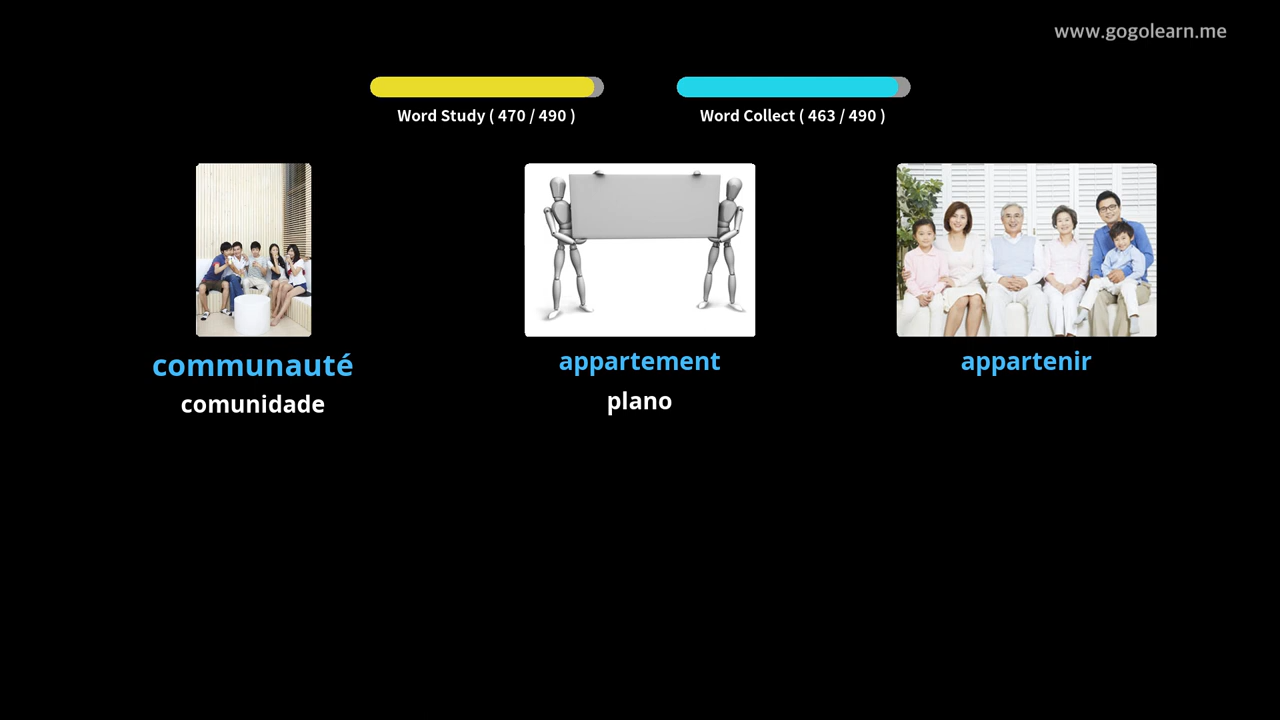 www.gogolearn.me
Word Study ( 470 / 490 )
Word Collect ( 463 / 490 )
communauté
comunidade
appartement
plano
appartenir